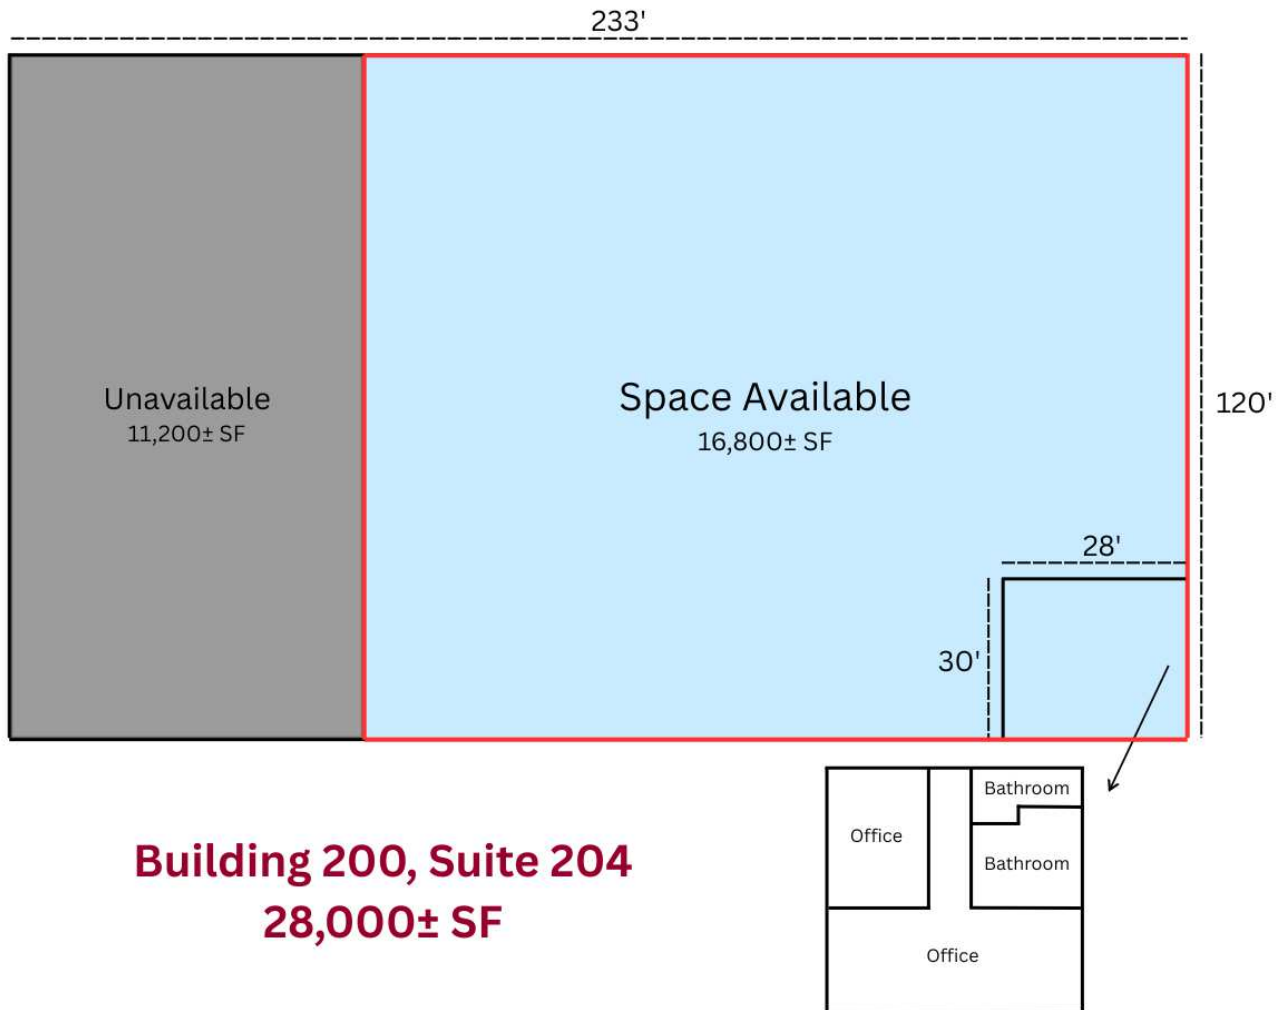 233'
Unavailable
11,200± SF
Space Available
16,800± SF
120'
28'
30'
Building 200, Suite 204
28,000± SF
Office
Bathroom
Bathroom
Office